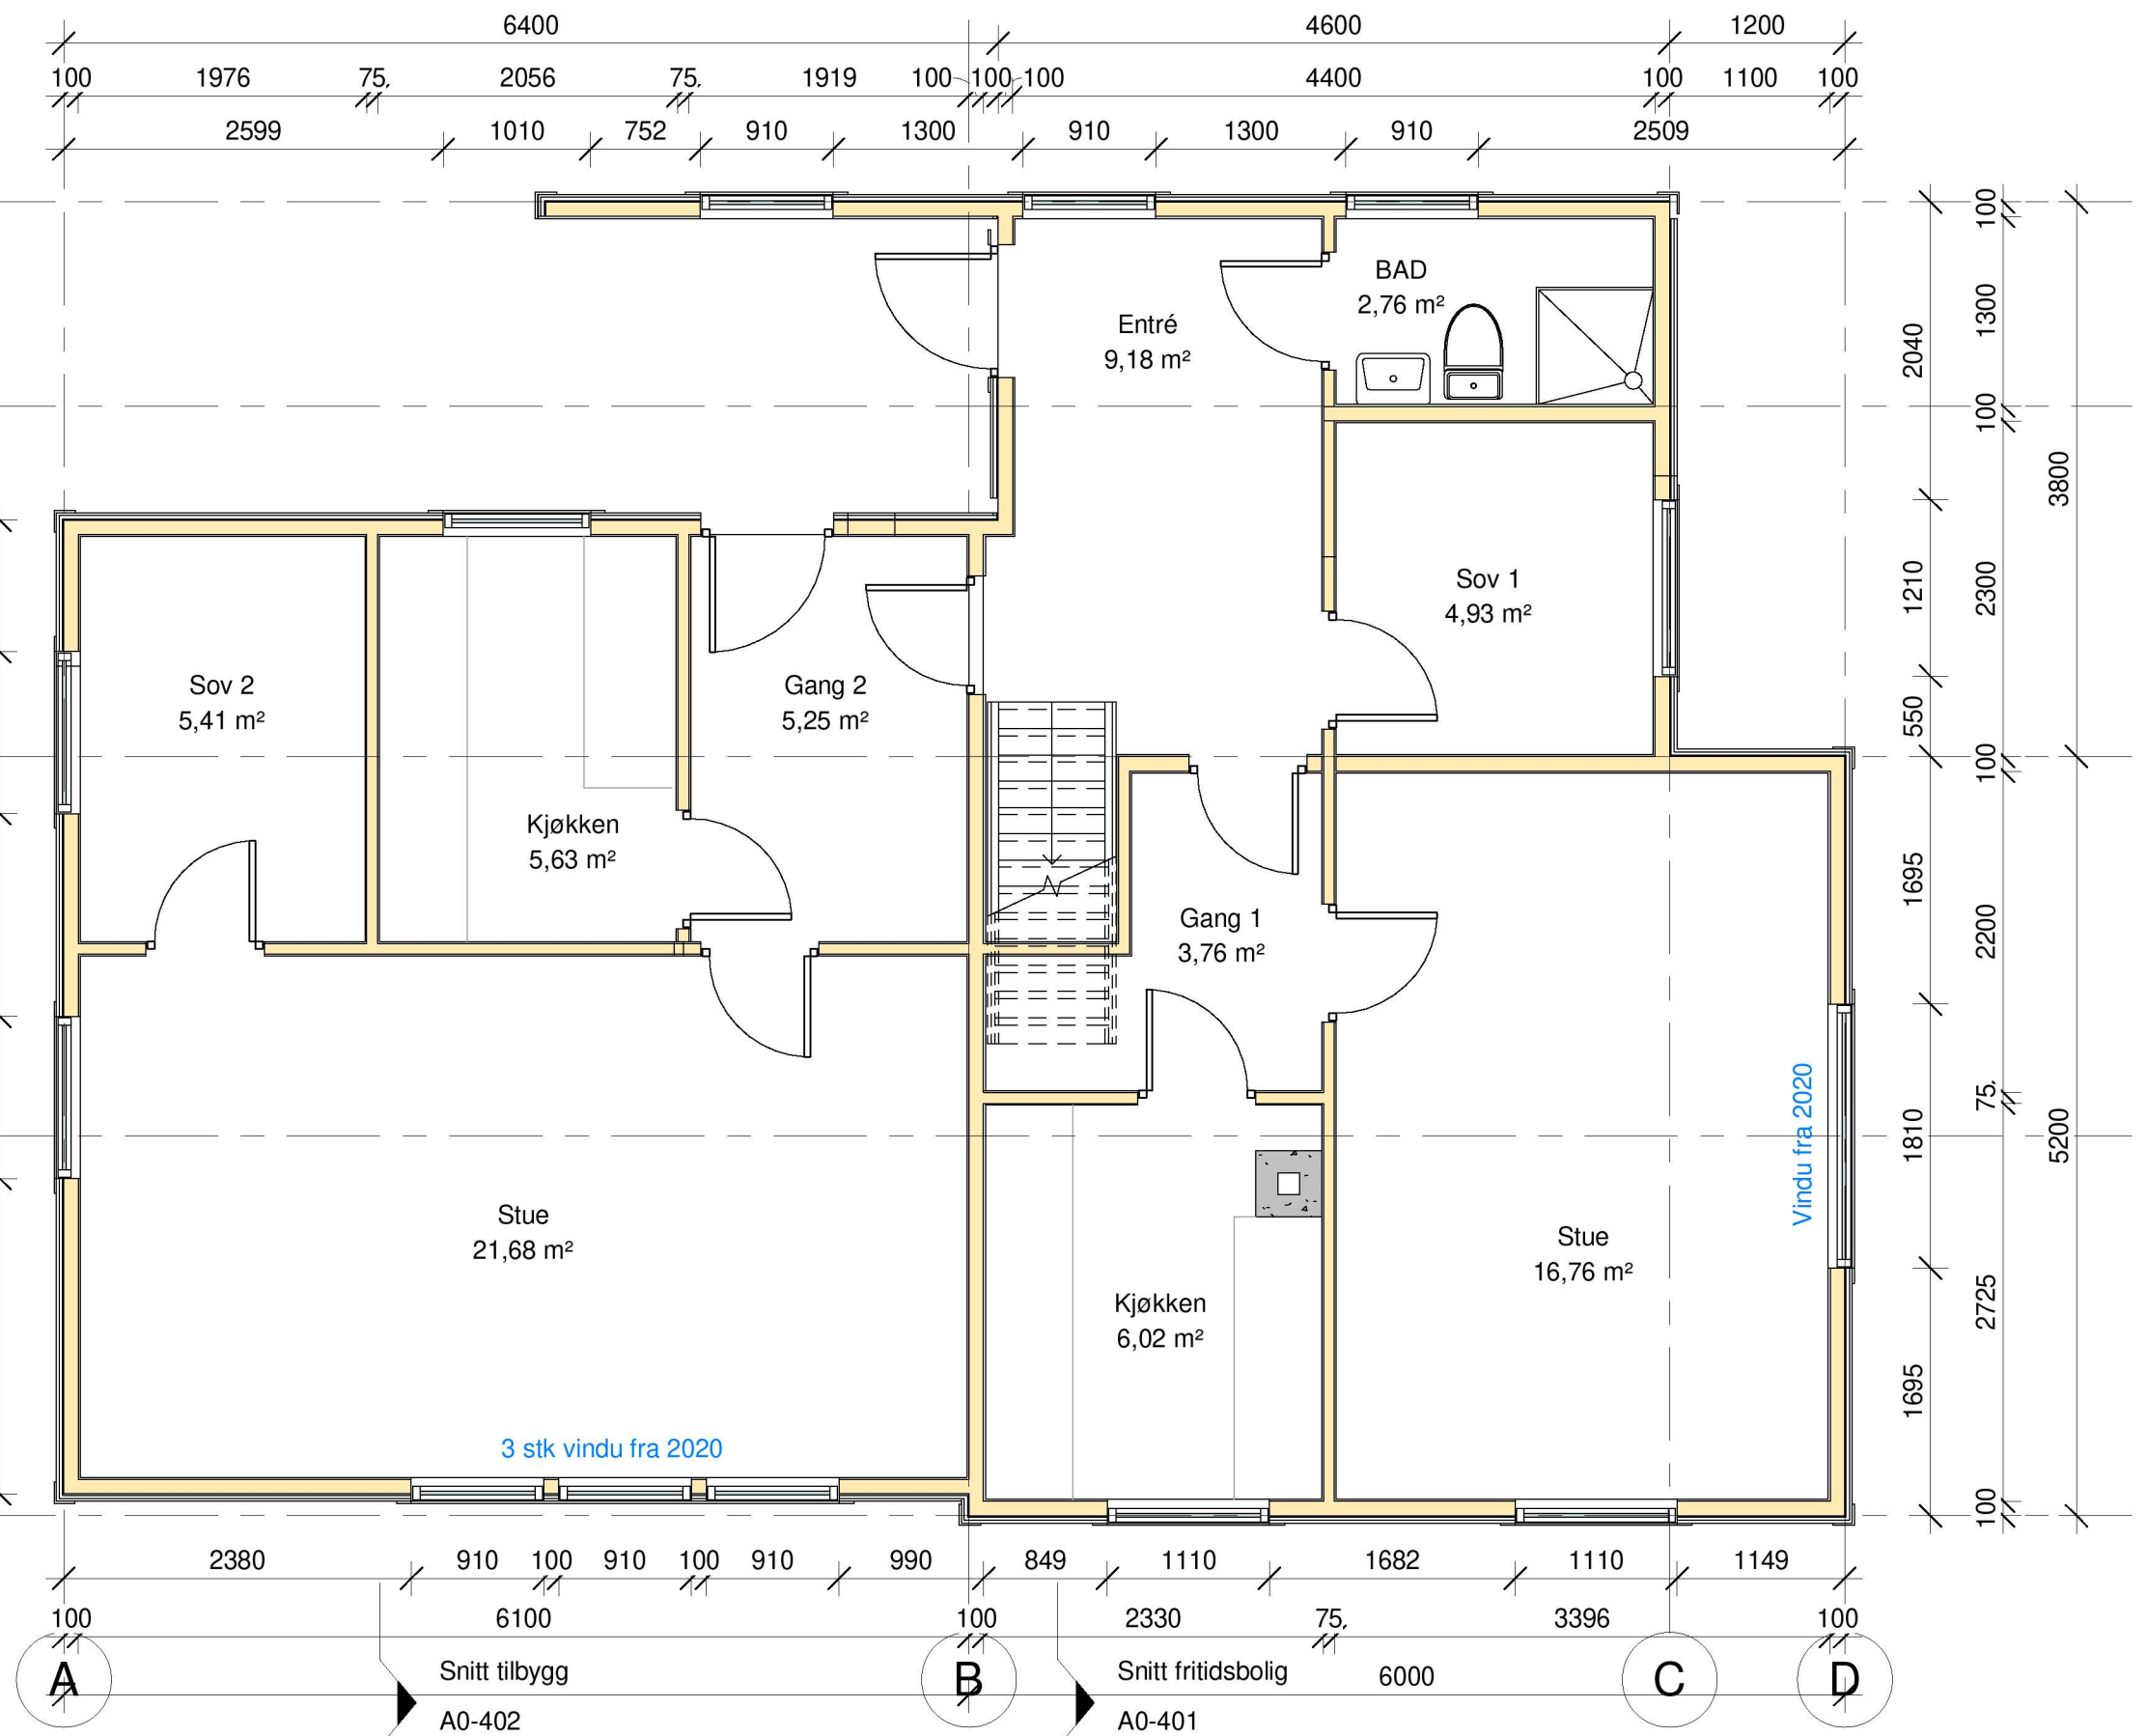 6400 4600 1200
100 1976 75, 2056 75, 1919 100 100 100 4400 100 1100 100
2599 1010 752 910 1300 910 1300 910 2509
BAD
2,76 m²
Entré
9,18 m²
Sov 1
4,93 m²
Sov 2
5,41 m²
Gang 2
5,25 m²
Kjøkken
5,63 m²
Gang 1
3,76 m²
Stue
21,68 m²
Stue
16,76 m²
Kjøkken
6,02 m²
3 stk vindu fra 2020
Vindu fra 2020
2040 1210 550 1695 1810 1695
100 1300 100 2300 100 2200 75, 2725 100
3800 5200
2380 910 100 910 100 910 990 849 1110 1682 1110 1149
100 6100 100 2330 75, 3396 100
A B C D
Snitt tilbygg
A0-402
Snitt fritidsbolig
A0-401
6000